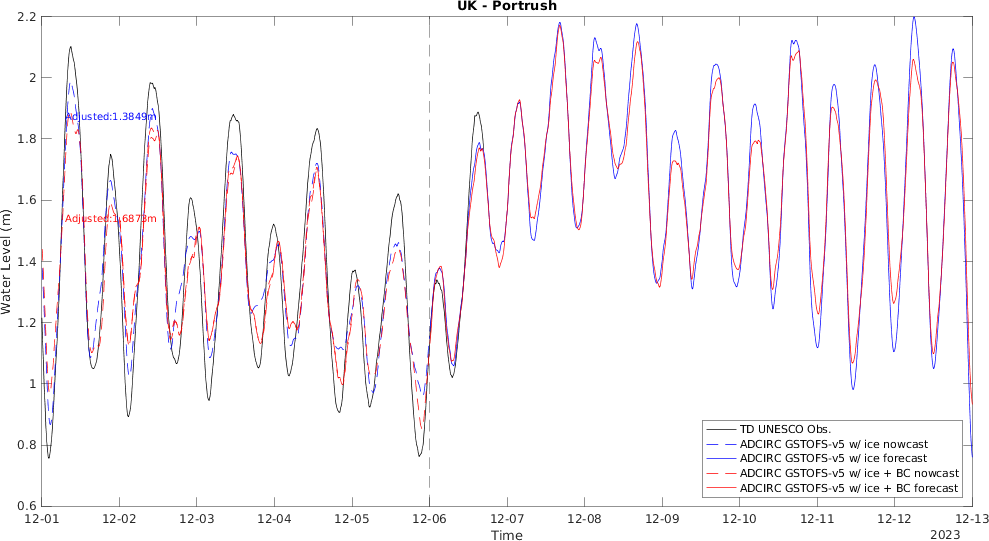 UK - Portrush
2.2
2
1.8
1.6
1.4
1.2
1
0.8
0.6
Water Level (m)
Adjusted:1.3849m
Adjusted:1.6873m
TD UNESCO Obs.
ADCIRC GSTOFS-v5 w/ ice nowcast
ADCIRC GSTOFS-v5 w/ ice forecast
ADCIRC GSTOFS-v5 w/ ice + BC nowcast
ADCIRC GSTOFS-v5 w/ ice + BC forecast
12-01 12-02 12-03 12-04 12-05 12-06 12-07 12-08 12-09 12-10 12-11 12-12 12-13
Time
2023